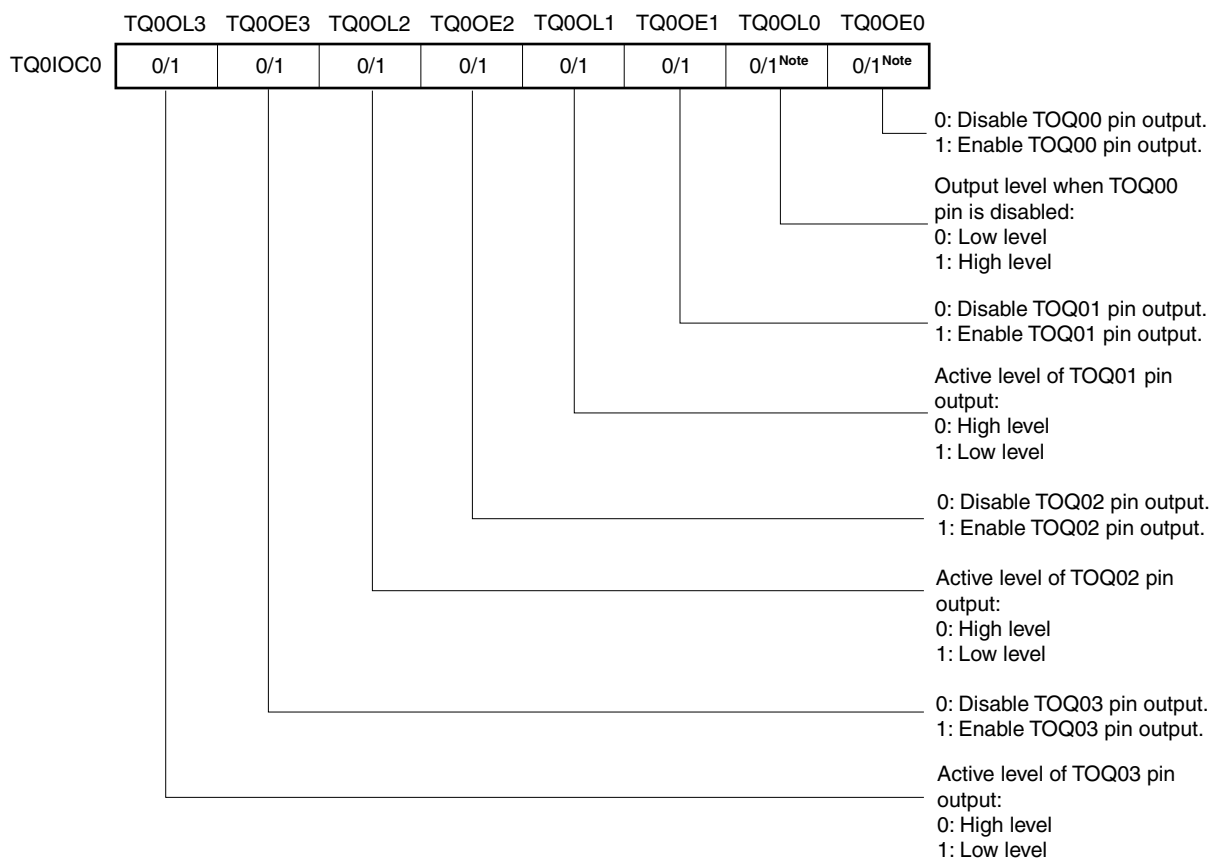 TQ0OL3 TQ0OE3 TQ0OL2 TQ0OE2 TQ0OL1 TQ0OE1 TQ0OL0 TQ0OE0
TQ0IOC0 0/1 0/1 0/1 0/1 0/1 0/1 0/1Note 0/1Note
0: Disable TOQ00 pin output.
1: Enable TOQ00 pin output.
Output level when TOQ00
pin is disabled:
0: Low level
1: High level
0: Disable TOQ01 pin output.
1: Enable TOQ01 pin output.
Active level of TOQ01 pin
output:
0: High level
1: Low level
0: Disable TOQ02 pin output.
1: Enable TOQ02 pin output.
Active level of TOQ02 pin
output:
0: High level
1: Low level
0: Disable TOQ03 pin output.
1: Enable TOQ03 pin output.
Active level of TOQ03 pin
output:
0: High level
1: Low level